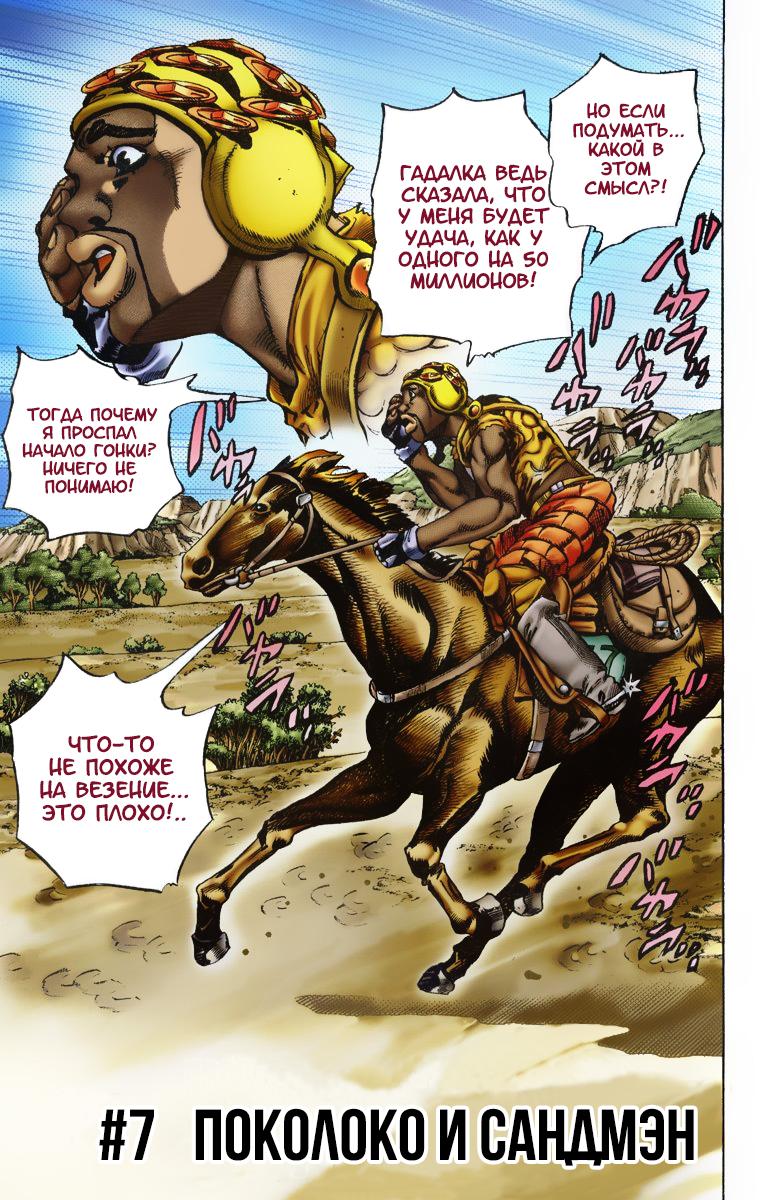 НО ЕСЛИ
ПОДУМАТЬ...
КАКОЙ В
ЭТОМ
СМЫСЛ?!
ГАДАЛКА ВЕДЬ
СКАЗАЛА, ЧТО
У МЕНЯ БУДЕТ
УДАЧА, КАК У
ОДНОГО НА 50
МИЛЛИОНОВ!
ТОГДА ПОЧЕМУ
Я ПРОСПАЛ
НАЧАЛО ГОНКИ?
НИЧЕГО НЕ
ПОНИМАЮ!
ЧТО-ТО
НЕ ПОХОЖЕ
НА ВЕЗЕНИЕ...
ЭТО ПЛОХО!..
#7 ПОКОЛОКО И САНДМЭН